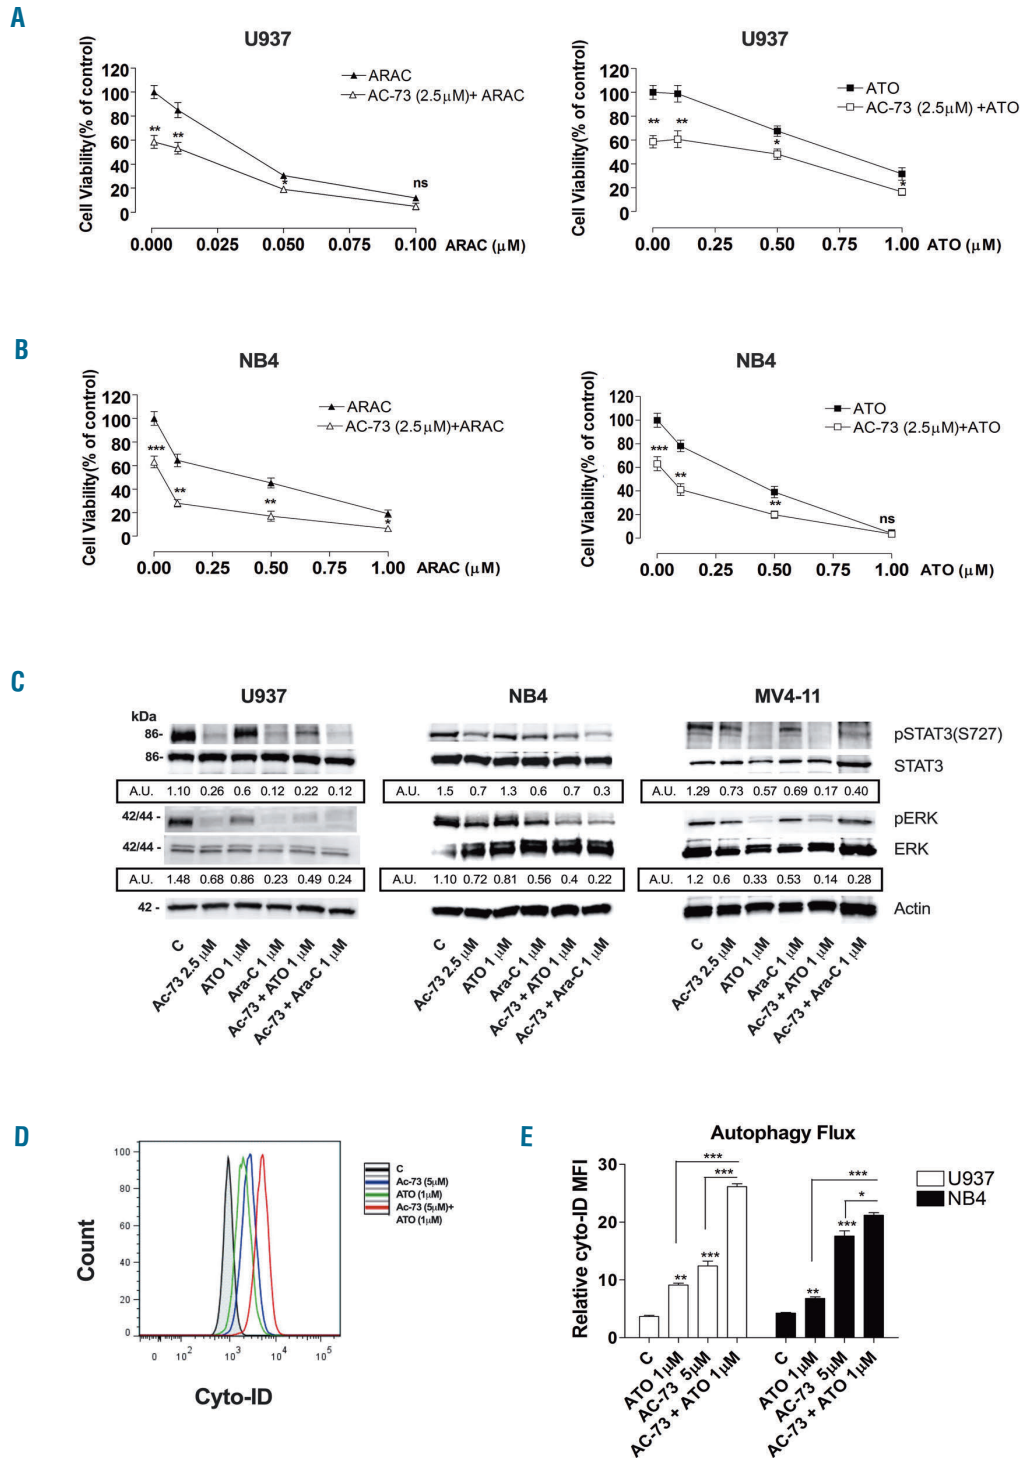 A
U937
120
100
80
60
40
20
0
Cell Viability(% of control)
ARAC
AC-73 (2.5μM)+ ARAC
** ** * ns
0.000 0.025 0.050 0.075 0.100 ARAC (μM)
U937
120
100
80
60
40
20
0
Cell Viability(% of control)
ATO
AC-73 (2.5μM) +ATO
** ** * *
0.00 0.25 0.50 0.75 1.00 ATO (μM)
B
NB4
120
100
80
60
40
20
0
Cell Viability(% of control)
ARAC
AC-73 (2.5μM)+ARAC
*** ** ** *
0.00 0.25 0.50 0.75 1.00 ARAC (μM)
NB4
120
100
80
60
40
20
0
Cell Viability(% of control)
ATO
AC-73 (2.5μM)+ATO
*** ** ** ns
0.00 0.25 0.50 0.75 1.00 ATO (μM)
C
U937 NB4 MV4-11
kDa
86- pSTAT3(S727)
86- STAT3
A.U. 1.10 0.26 0.6 0.12 0.22 0.12
A.U. 1.5 0.7 1.3 0.6 0.7 0.3
A.U. 1.29 0.73 0.57 0.69 0.17 0.40
42/44 - pERK
42/44 - ERK
A.U. 1.48 0.68 0.86 0.23 0.49 0.24
A.U. 1.10 0.72 0.81 0.56 0.4 0.22
A.U. 1.2 0.6 0.33 0.53 0.14 0.28
42 - Actin
C
Ac-73 2.5 μM
ATO 1 μM
Ara-C 1 μM
Ac-73 + ATO 1 μM
Ac-73 + Ara-C 1 μM
C
Ac-73 2.5 μM
ATO 1 μM
Ara-C 1 μM
Ac-73 + ATO 1 μM
Ac-73 + Ara-C 1 μM
C
Ac-73 2.5 μM
ATO 1 μM
Ara-C 1 μM
Ac-73 + ATO 1 μM
Ac-73 + Ara-C 1 μM
D
100
80
60
40
20
0
Count
0 10² 10³ 10⁴ 10⁵
Cyto-ID
C
Ac-73 (5μM)
ATO (1μM)
Ac-73 (5μM)+
ATO (1μM)
E
Autophagy Flux
30
20
10
0
Relative cyto-ID MFI
U937
NB4
***
***
** ***
***
*
** ***
C
ATO 1μM
AC-73 5μM
AC-73 + ATO 1μM
C
ATO 1μM
AC-73 5μM
AC-73 + ATO 1μM